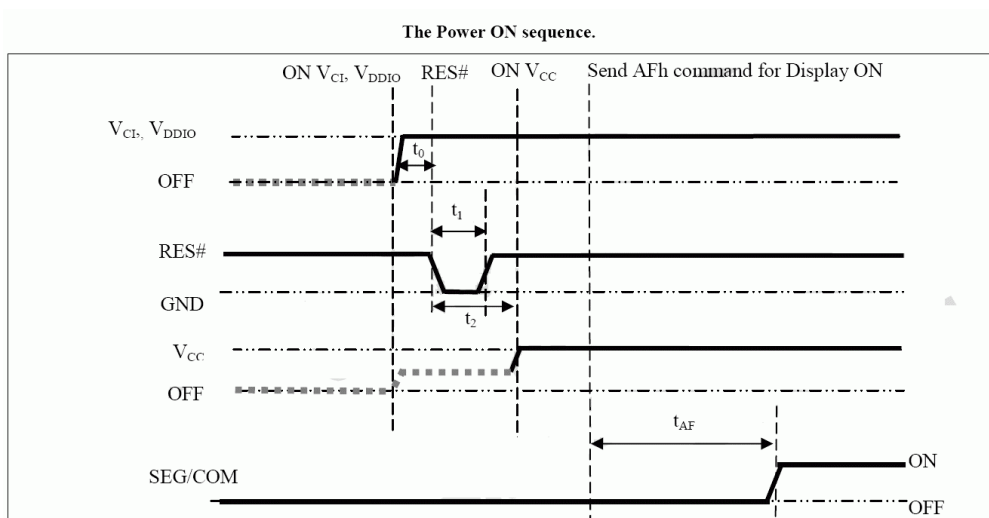 The Power ON sequence.
ON VCI, VDDIO RES# ON VCC Send AFh command for Display ON
VCI,, VDDIO
t0
OFF
t1
RES#
GND
t2
VCC
OFF
tAF
SEG/COM
ON
OFF